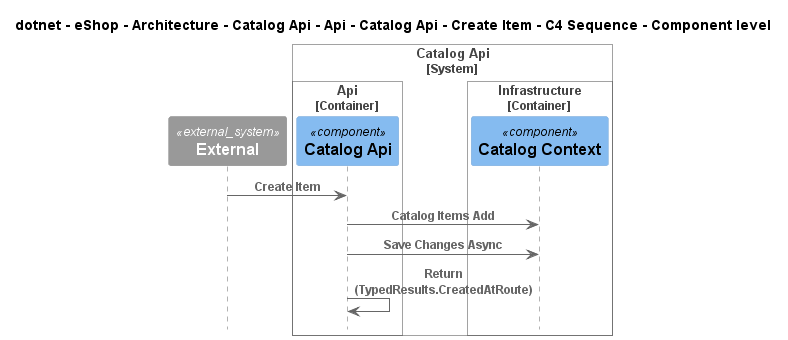 dotnet - eShop - Architecture - Catalog Api - Api - Catalog Api - Create Item - C4 Sequence - Component level
Catalog Api
[System]
Api
[Container]
Infrastructure
[Container]
«external_system»
External
«component»
Catalog Api
«component»
Catalog Context
Create Item
Catalog Items Add
Save Changes Async
Return
(TypedResults.CreatedAtRoute)